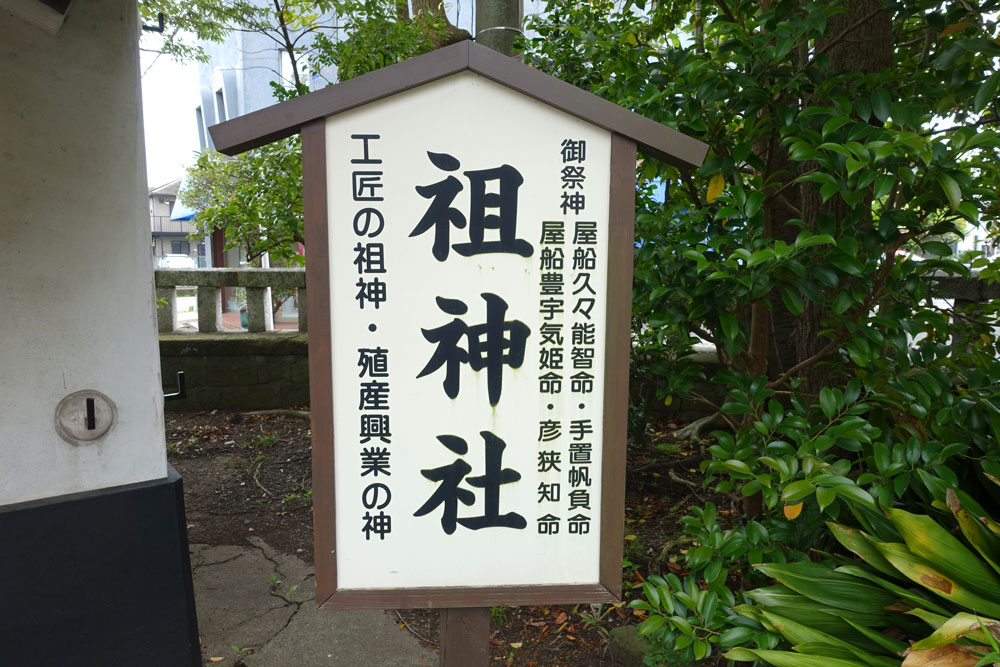 御祭神
屋船久々能智命・手置帆負命
屋船豊宇気姫命・彦狭知命
祖神社
工匠の祖神・殖産興業の神